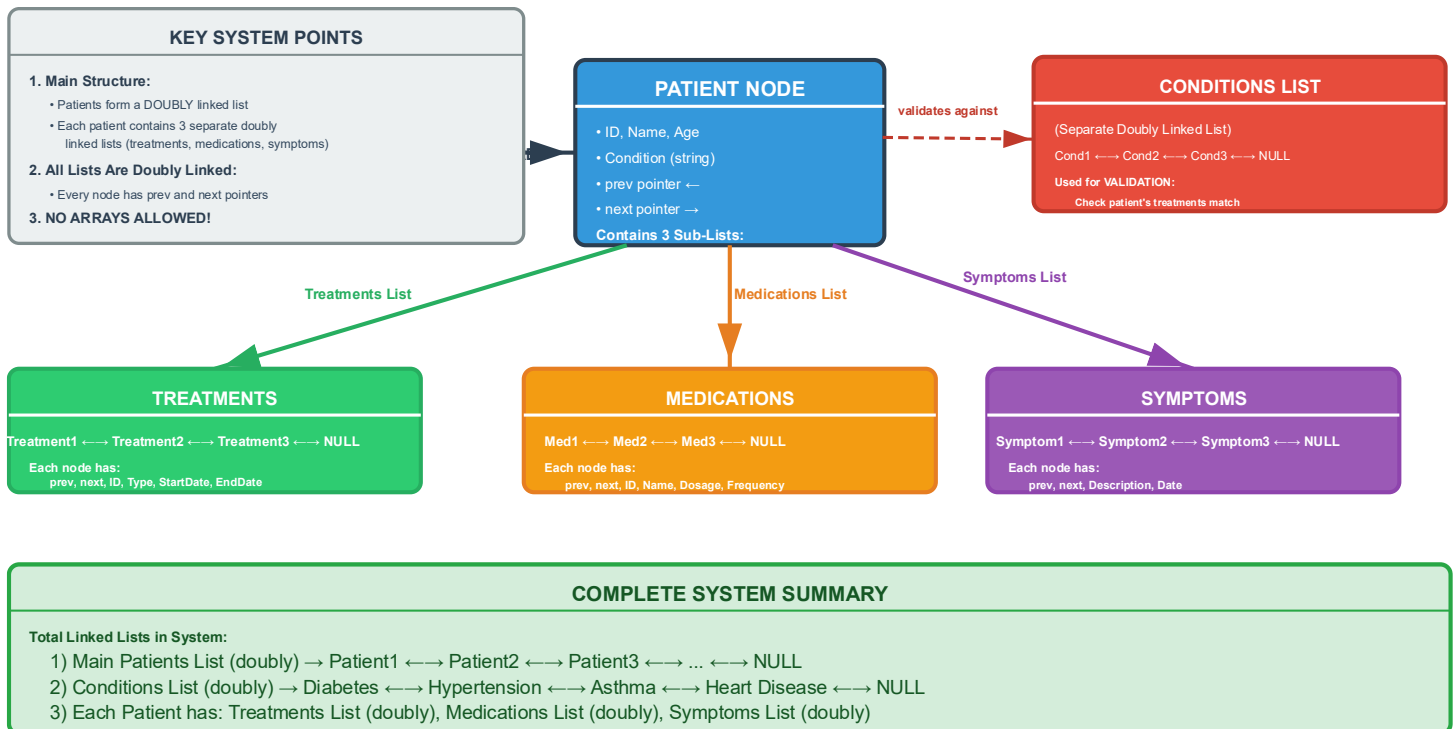 KEY SYSTEM POINTS
1. Main Structure:
• Patients form a DOUBLY linked list
• Each patient contains 3 separate doubly
linked lists (treatments, medications, symptoms)
2. All Lists Are Doubly Linked:
• Every node has prev and next pointers
3. NO ARRAYS ALLOWED!
PATIENT NODE
• ID, Name, Age
• Condition (string)
• prev pointer ←
• next pointer →
Contains 3 Sub-Lists:
validates against
CONDITIONS LIST
(Separate Doubly Linked List)
Cond1 ←→ Cond2 ←→ Cond3 ←→ NULL
Used for VALIDATION:
Check patient's treatments match
Treatments List
Medications List
Symptoms List
TREATMENTS
Treatment1 ←→ Treatment2 ←→ Treatment3 ←→ NULL
Each node has:
prev, next, ID, Type, StartDate, EndDate
MEDICATIONS
Med1 ←→ Med2 ←→ Med3 ←→ NULL
Each node has:
prev, next, ID, Name, Dosage, Frequency
SYMPTOMS
Symptom1 ←→ Symptom2 ←→ Symptom3 ←→ NULL
Each node has:
prev, next, Description, Date
COMPLETE SYSTEM SUMMARY
Total Linked Lists in System:
1) Main Patients List (doubly) → Patient1 ←→ Patient2 ←→ Patient3 ←→ ... ←→ NULL
2) Conditions List (doubly) → Diabetes ←→ Hypertension ←→ Asthma ←→ Heart Disease ←→ NULL
3) Each Patient has: Treatments List (doubly), Medications List (doubly), Symptoms List (doubly)